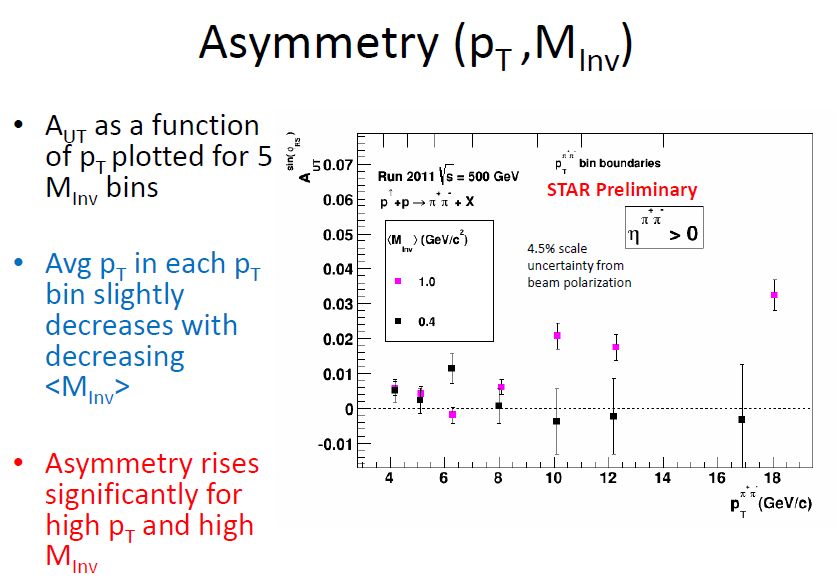 Asymmetry (pT ,MInv)
• AUT as a function
of pT plotted for 5
MInv bins
• Avg pT in each pT
bin slightly
decreases with
decreasing
<MInv>
• Asymmetry rises
significantly for
high pT and high
MInv
AUT sin(φRS)
0.07
0.06
0.05
0.04
0.03
0.02
0.01
0
-0.01
Run 2011 √s = 500 GeV
p↑+p → π+π- + X
pT π+π- bin boundaries
STAR Preliminary
ηπ+π- > 0
⟨MInv⟩ (GeV/c2)
1.0
0.4
4.5% scale
uncertainty from
beam polarization
4 6 8 10 12 14 16 18
pT π+π- (GeV/c)